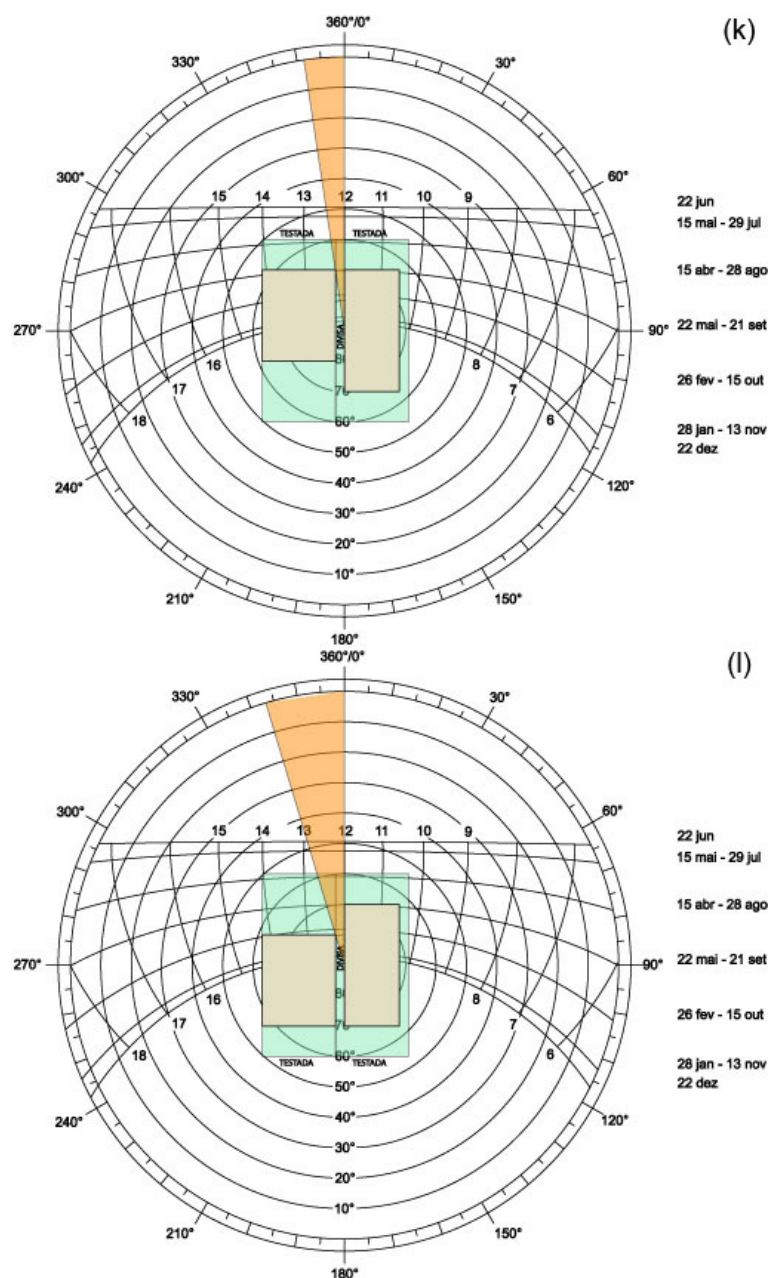 360°/0°
(k)
330° 30°
300° 60°
15 14 13 12 11 10 9
22 jun
15 mai - 29 jul
TESTADA TESTADA
15 abr - 28 ago
270° 90°
22 mai - 21 set
DIVISA
16 8
80°
17 70° 7
26 fev - 15 out
18 60° 6
28 jan - 13 nov
50°
22 dez
240° 40° 120°
30°
20°
10°
210° 150°
180°
360°/0°
(l)
330° 30°
300° 60°
15 14 13 12 11 10 9
22 jun
15 mai - 29 jul
15 abr - 28 ago
270° 90°
22 mai - 21 set
DIVISA
16 8
80°
17 70° 7
26 fev - 15 out
18 60° 6
TESTADA TESTADA
28 jan - 13 nov
50°
22 dez
240° 40° 120°
30°
20°
10°
210° 150°
180°